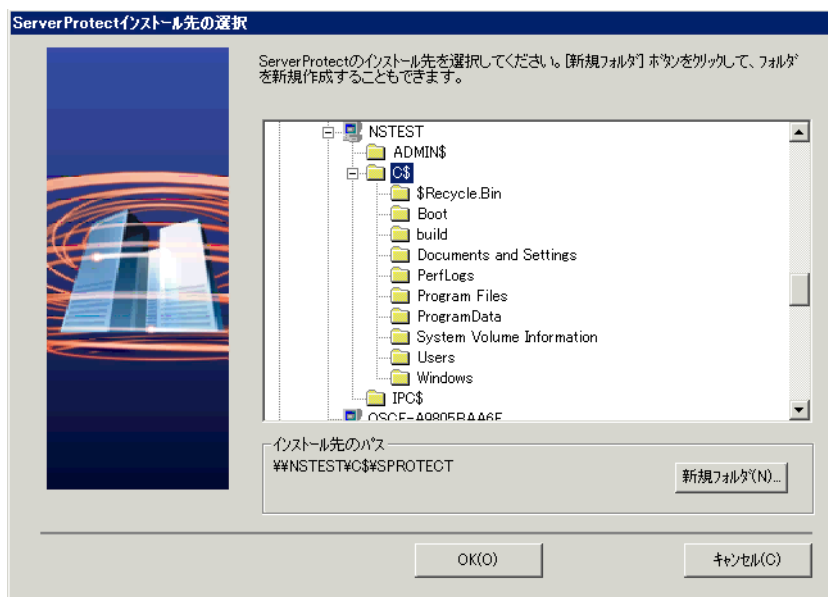 ServerProtectインストール先の選択
ServerProtectのインストール先を選択してください。[新規フォルダ] ボタンをクリックして、フォルダ
を新規作成することもできます。
NSTEST
ADMIN$
C$
$Recycle.Bin
Boot
build
Documents and Settings
PerfLogs
Program Files
ProgramData
System Volume Information
Users
Windows
IPC$
インストール先のパス
¥¥NSTEST¥C$¥SPROTECT
新規フォルダ(N)...
OK(O)
キャンセル(C)